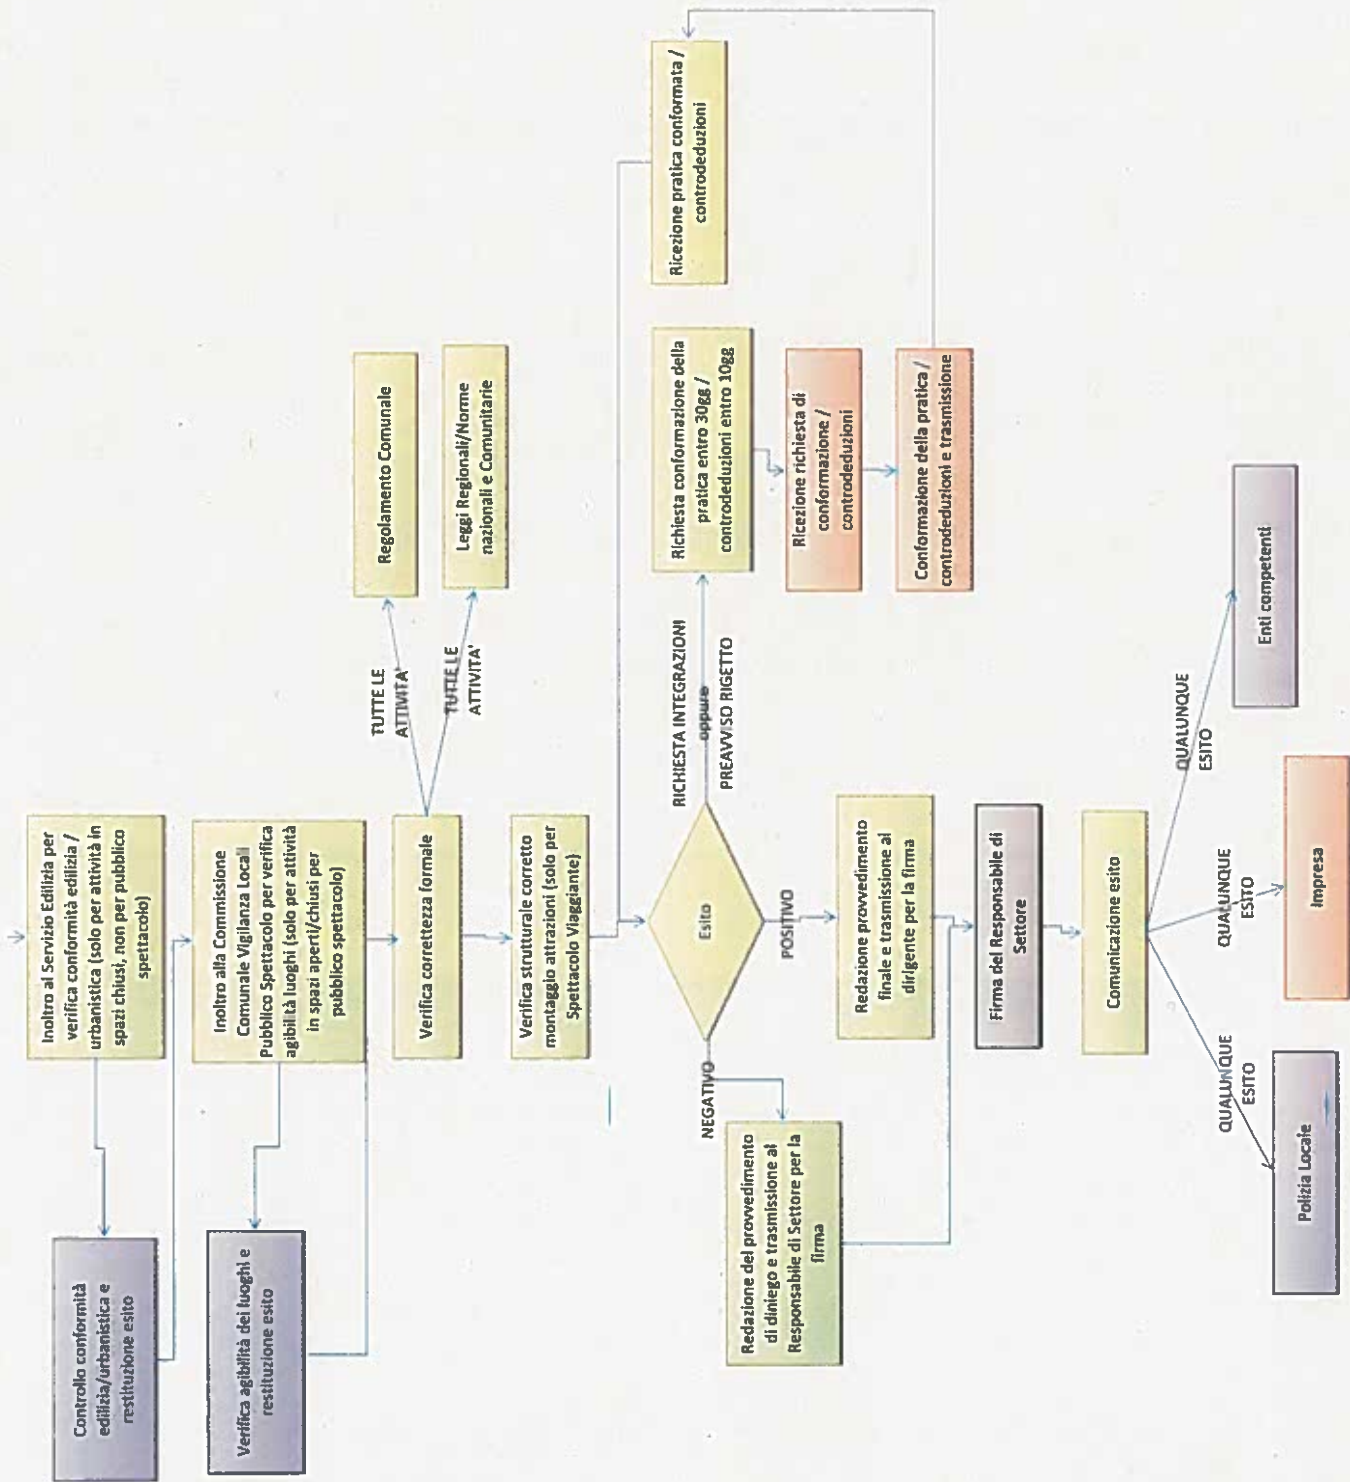 Inoltro al Servizio Edilizia per
verifica conformità edilizia /
urbanistica (solo per attività in
spazi chiusi, non per pubblico
spettacolo)
Controllo conformità
edilizia/urbanistica e
restituzione esito
Inoltro alla Commissione
Comunale Vigilanza Locali
Pubblico Spettacolo per verifica
agibilità luoghi (solo per attività
in spazi aperti/chiusi per
pubblico spettacolo)
Verifica agibilità dei luoghi e
restituzione esito
Verifica correttezza formale
TUTTE LE
ATTIVITA'
Regolamento Comunale
TUTTE LE
ATTIVITA'
Leggi Regionali/Norme
nazionali e Comunitarie
Verifica strutturale corretto
montaggio attrazioni (solo per
Spettacolo Viaggiante)
Esito
RICHIESTA INTEGRAZIONI
oppure
PREAVVISO RIGETTO
Richiesta conformazione della
pratica entro 30gg /
controdeduzioni entro 10gg
Ricezione richiesta di
conformazione /
controdeduzioni
Conformazione della pratica /
controdeduzioni e trasmissione
Ricezione pratica conformata /
controdeduzioni
NEGATIVO
Redazione del provvedimento
di diniego e trasmissione al
Responsabile di Settore per la
firma
POSITIVO
Redazione provvedimento
finale e trasmissione al
dirigente per la firma
Firma del Responsabile di
Settore
Comunicazione esito
QUALUNQUE
ESITO
Polizia Locale
QUALUNQUE
ESITO
Impresa
QUALUNQUE
ESITO
Enti competenti